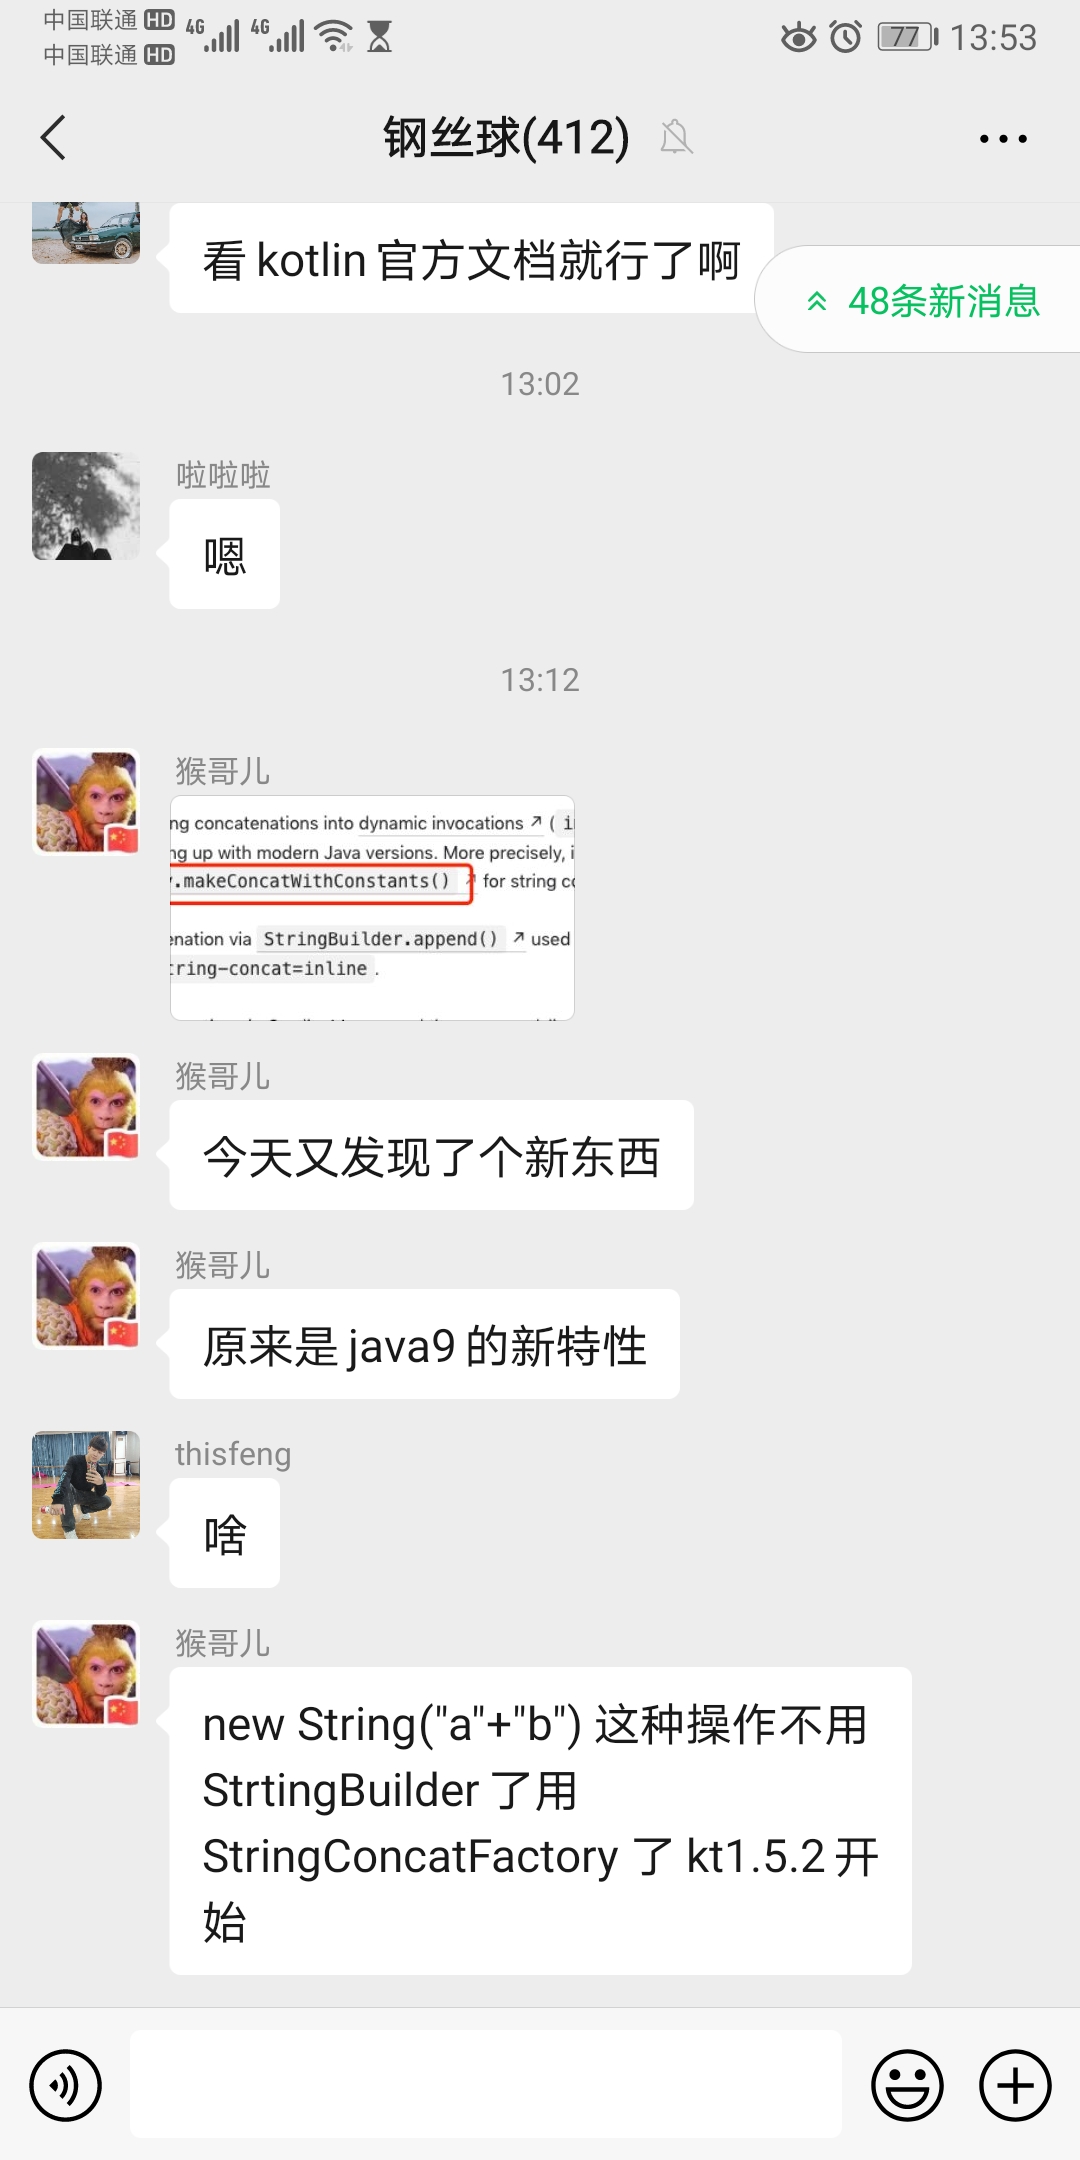 中国联通 HD 4G 4G 77 13:53
中国联通 HD
钢丝球(412)
看 kotlin 官方文档就行了啊
48条新消息
13:02
啦啦啦
嗯
13:12
猴哥儿
ng concatenations into dynamic invocations ↗ ( i
ng up with modern Java versions. More precisely, i
.makeConcatWithConstants() ↗ for string c
enation via StringBuilder.append() ↗ used
tring-concat=inline .
猴哥儿
今天又发现了个新东西
猴哥儿
原来是 java9 的新特性
thisfeng
啥
猴哥儿
new String("a"+"b") 这种操作不用
StrtingBuilder 了用
StringConcatFactory 了 kt1.5.2 开
始